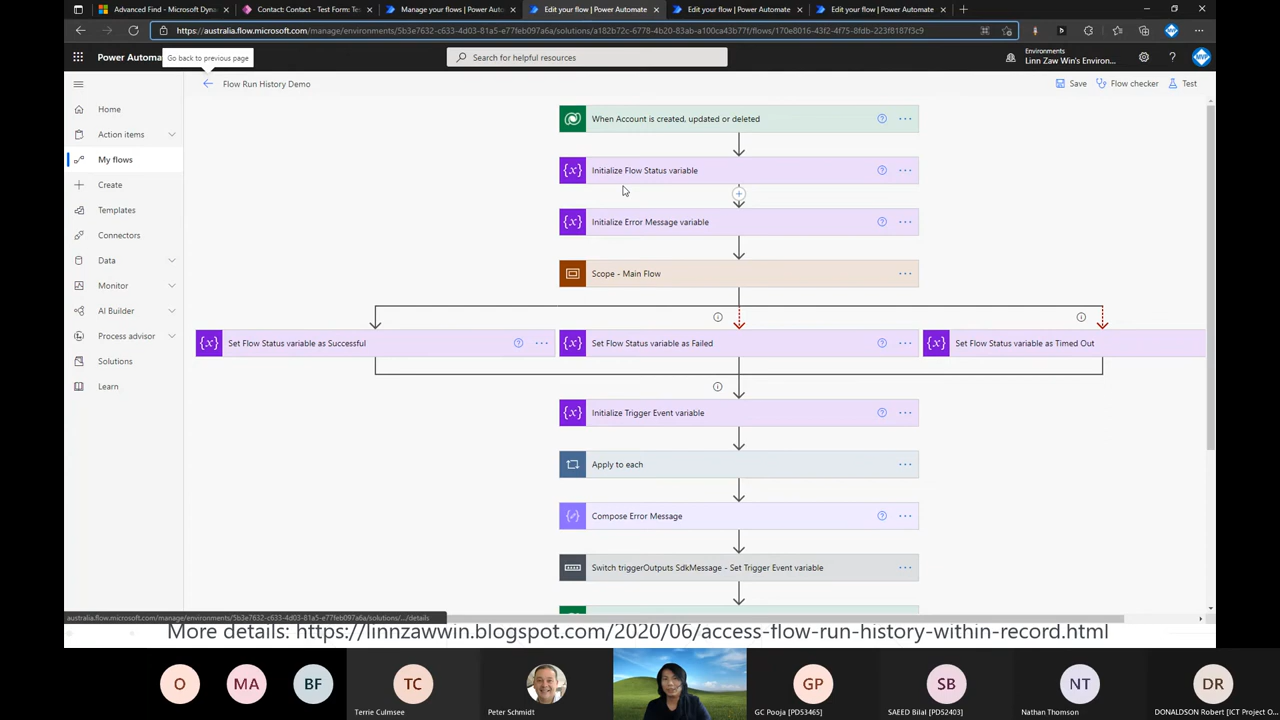 Advanced Find - Microsoft Dyna
Contact: Contact - Test Form: Tes
Manage your flows | Power Autom
Edit your flow | Power Automate
Edit your flow | Power Automate
Edit your flow | Power Automate
Power Automa
Go back to previous page
Search for helpful resources
Environments
Linn Zaw Win's Environ...
MVP
Flow Run History Demo
Save
Flow checker
Test
Home
Action items
My flows
Create
Templates
Connectors
Data
Monitor
AI Builder
Process advisor
Solutions
Learn
When Account is created, updated or deleted
Initialize Flow Status variable
Initialize Error Message variable
Scope - Main Flow
Set Flow Status variable as Successful
Set Flow Status variable as Failed
Set Flow Status variable as Timed Out
Initialize Trigger Event variable
Apply to each
Compose Error Message
Switch triggerOutputs SdkMessage - Set Trigger Event variable
More details: https://linnzawwin.blogspot.com/2020/06/access-flow-run-history-within-record.html
O
MA
BF
TC
GP
SB
NT
DR
Terrie Culmsee
Peter Schmidt
GC Pooja [PD53465]
SAEED Bilal [PD52403]
Nathan Thomson
DONALDSON Robert [ICT Project O...